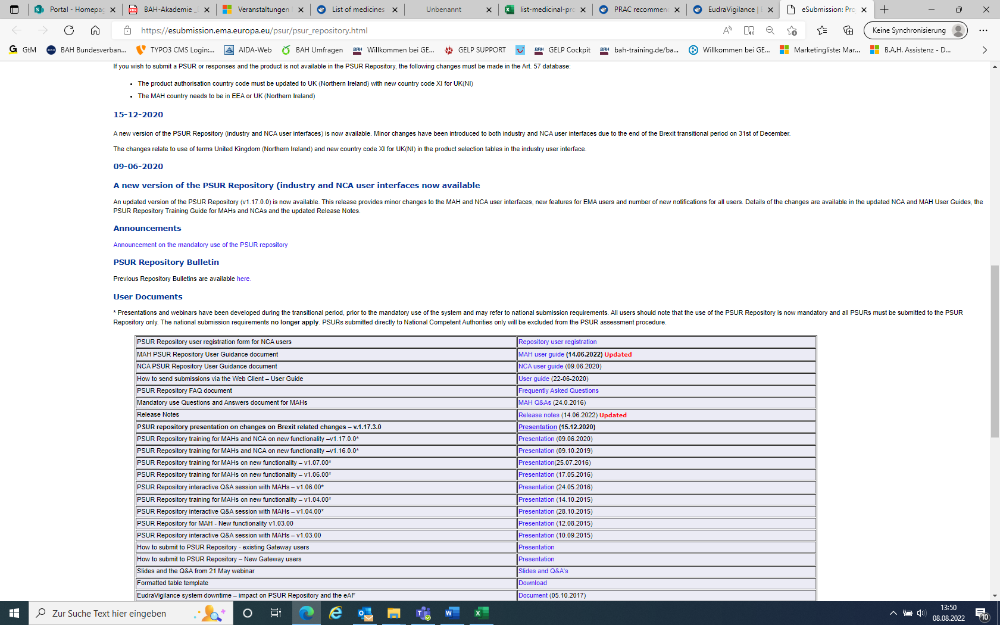 Portal - Homepag
BAH-Akademie _
Veranstaltungen
List of medicines
Unbenannt
list-medicinal-pro
PRAC recommen
EudraVigilance |
eSubmission: Pro
https://esubmission.ema.europa.eu/psur/psur_repository.html
Keine Synchronisierung
GtM
BAH Bundesverban...
TYPO3 CMS Login:...
AIDA-Web
BAH Umfragen
Willkommen bei GE...
GELP SUPPORT
GELP Cockpit
bah-training.de/ba...
Willkommen bei GE...
Marketingliste: Mar...
B.A.H. Assistenz - D...
If you wish to submit a PSUR or responses and the product is not available in the PSUR Repository, the following changes must be made in the Art. 57 database:
• The product authorisation country code must be updated to UK (Northern Ireland) with new country code XI for UK(NI)
• The MAH country needs to be in EEA or UK (Northern Ireland)
15-12-2020
A new version of the PSUR Repository (industry and NCA user interfaces) is now available. Minor changes have been introduced to both industry and NCA user interfaces due to the end of the Brexit transitional period on 31st of December.
The changes relate to use of terms United Kingdom (Northern Ireland) and new country code XI for UK(NI) in the product selection tables in the industry user interface.
09-06-2020
A new version of the PSUR Repository (industry and NCA user interfaces now available
An updated version of the PSUR Repository (v1.17.0.0) is now available. This release provides minor changes to the MAH and NCA user interfaces, new features for EMA users and number of new notifications for all users. Details of the changes are available in the updated NCA and MAH User Guides, the
PSUR Repository Training Guide for MAHs and NCAs and the updated Release Notes.
Announcements
Announcement on the mandatory use of the PSUR repository
PSUR Repository Bulletin
Previous Repository Bulletins are available here.
User Documents
* Presentations and webinars have been developed during the transitional period, prior to the mandatory use of the system and may refer to national submission requirements. All users should note that the use of the PSUR Repository is now mandatory and all PSURs must be submitted to the PSUR
Repository only. The national submission requirements no longer apply. PSURs submitted directly to National Competent Authorities only will be excluded from the PSUR assessment procedure.
PSUR Repository user registration form for NCA users Repository user registration
MAH PSUR Repository User Guidance document MAH user guide (14.06.2022) Updated
NCA PSUR Repository User Guidance document NCA user guide (09.06.2020)
How to send submissions via the Web Client – User Guide User guide (22-06-2020)
PSUR Repository FAQ document Frequently Asked Questions
Mandatory use Questions and Answers document for MAHs MAH Q&As (24.0.2016)
Release Notes Release notes (14.06.2022) Updated
PSUR repository presentation on changes on Brexit related changes – v.1.17.3.0 Presentation (15.12.2020)
PSUR Repository training for MAHs and NCA on new functionality –v1.17.0.0* Presentation (09.06.2020)
PSUR Repository training for MAHs and NCA on new functionality –v1.16.0.0* Presentation (09.10.2019)
PSUR Repository training for MAHs on new functionality – v1.07.00* Presentation(25.07.2016)
PSUR Repository training for MAHs on new functionality – v1.06.00* Presentation (17.05.2016)
PSUR Repository interactive Q&A session with MAHs – v1.06.00* Presentation (24.05.2016)
PSUR Repository training for MAHs on new functionality – v1.04.00* Presentation (14.10.2015)
PSUR Repository interactive Q&A session with MAHs – v1.04.00* Presentation (28.10.2015)
PSUR Repository for MAH - New functionality v1.03.00 Presentation (12.08.2015)
PSUR Repository interactive Q&A session with MAHs – v1.03.00 Presentation (10.09.2015)
How to submit to PSUR Repository - existing Gateway users Presentation
How to submit to PSUR Repository – New Gateway users Presentation
Slides and the Q&A from 21 May webinar Slides and Q&A's
Formatted table template Download
EudraVigilance system downtime – impact on PSUR Repository and the eAF Document (05.10.2017)
Zur Suche Text hier eingeben
13:50
08.08.2022
10